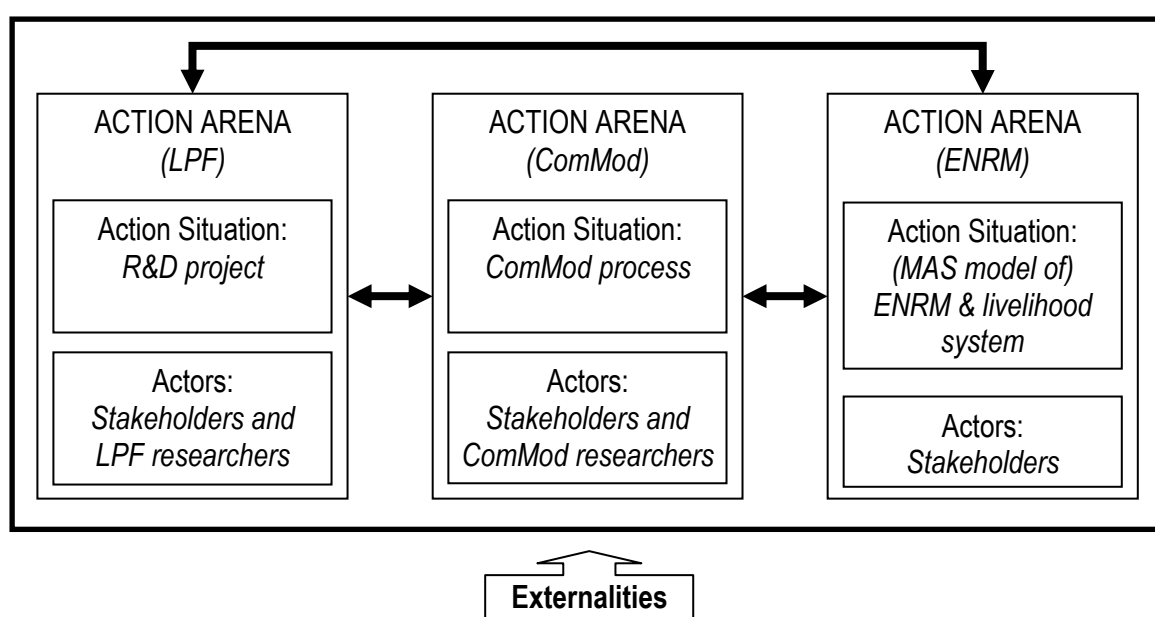 ACTION ARENA
(LPF)
Action Situation:
R&D project
Actors:
Stakeholders and
LPF researchers
ACTION ARENA
(ComMod)
Action Situation:
ComMod process
Actors:
Stakeholders and
ComMod researchers
ACTION ARENA
(ENRM)
Action Situation:
(MAS model of)
ENRM & livelihood
system
Actors:
Stakeholders
Externalities